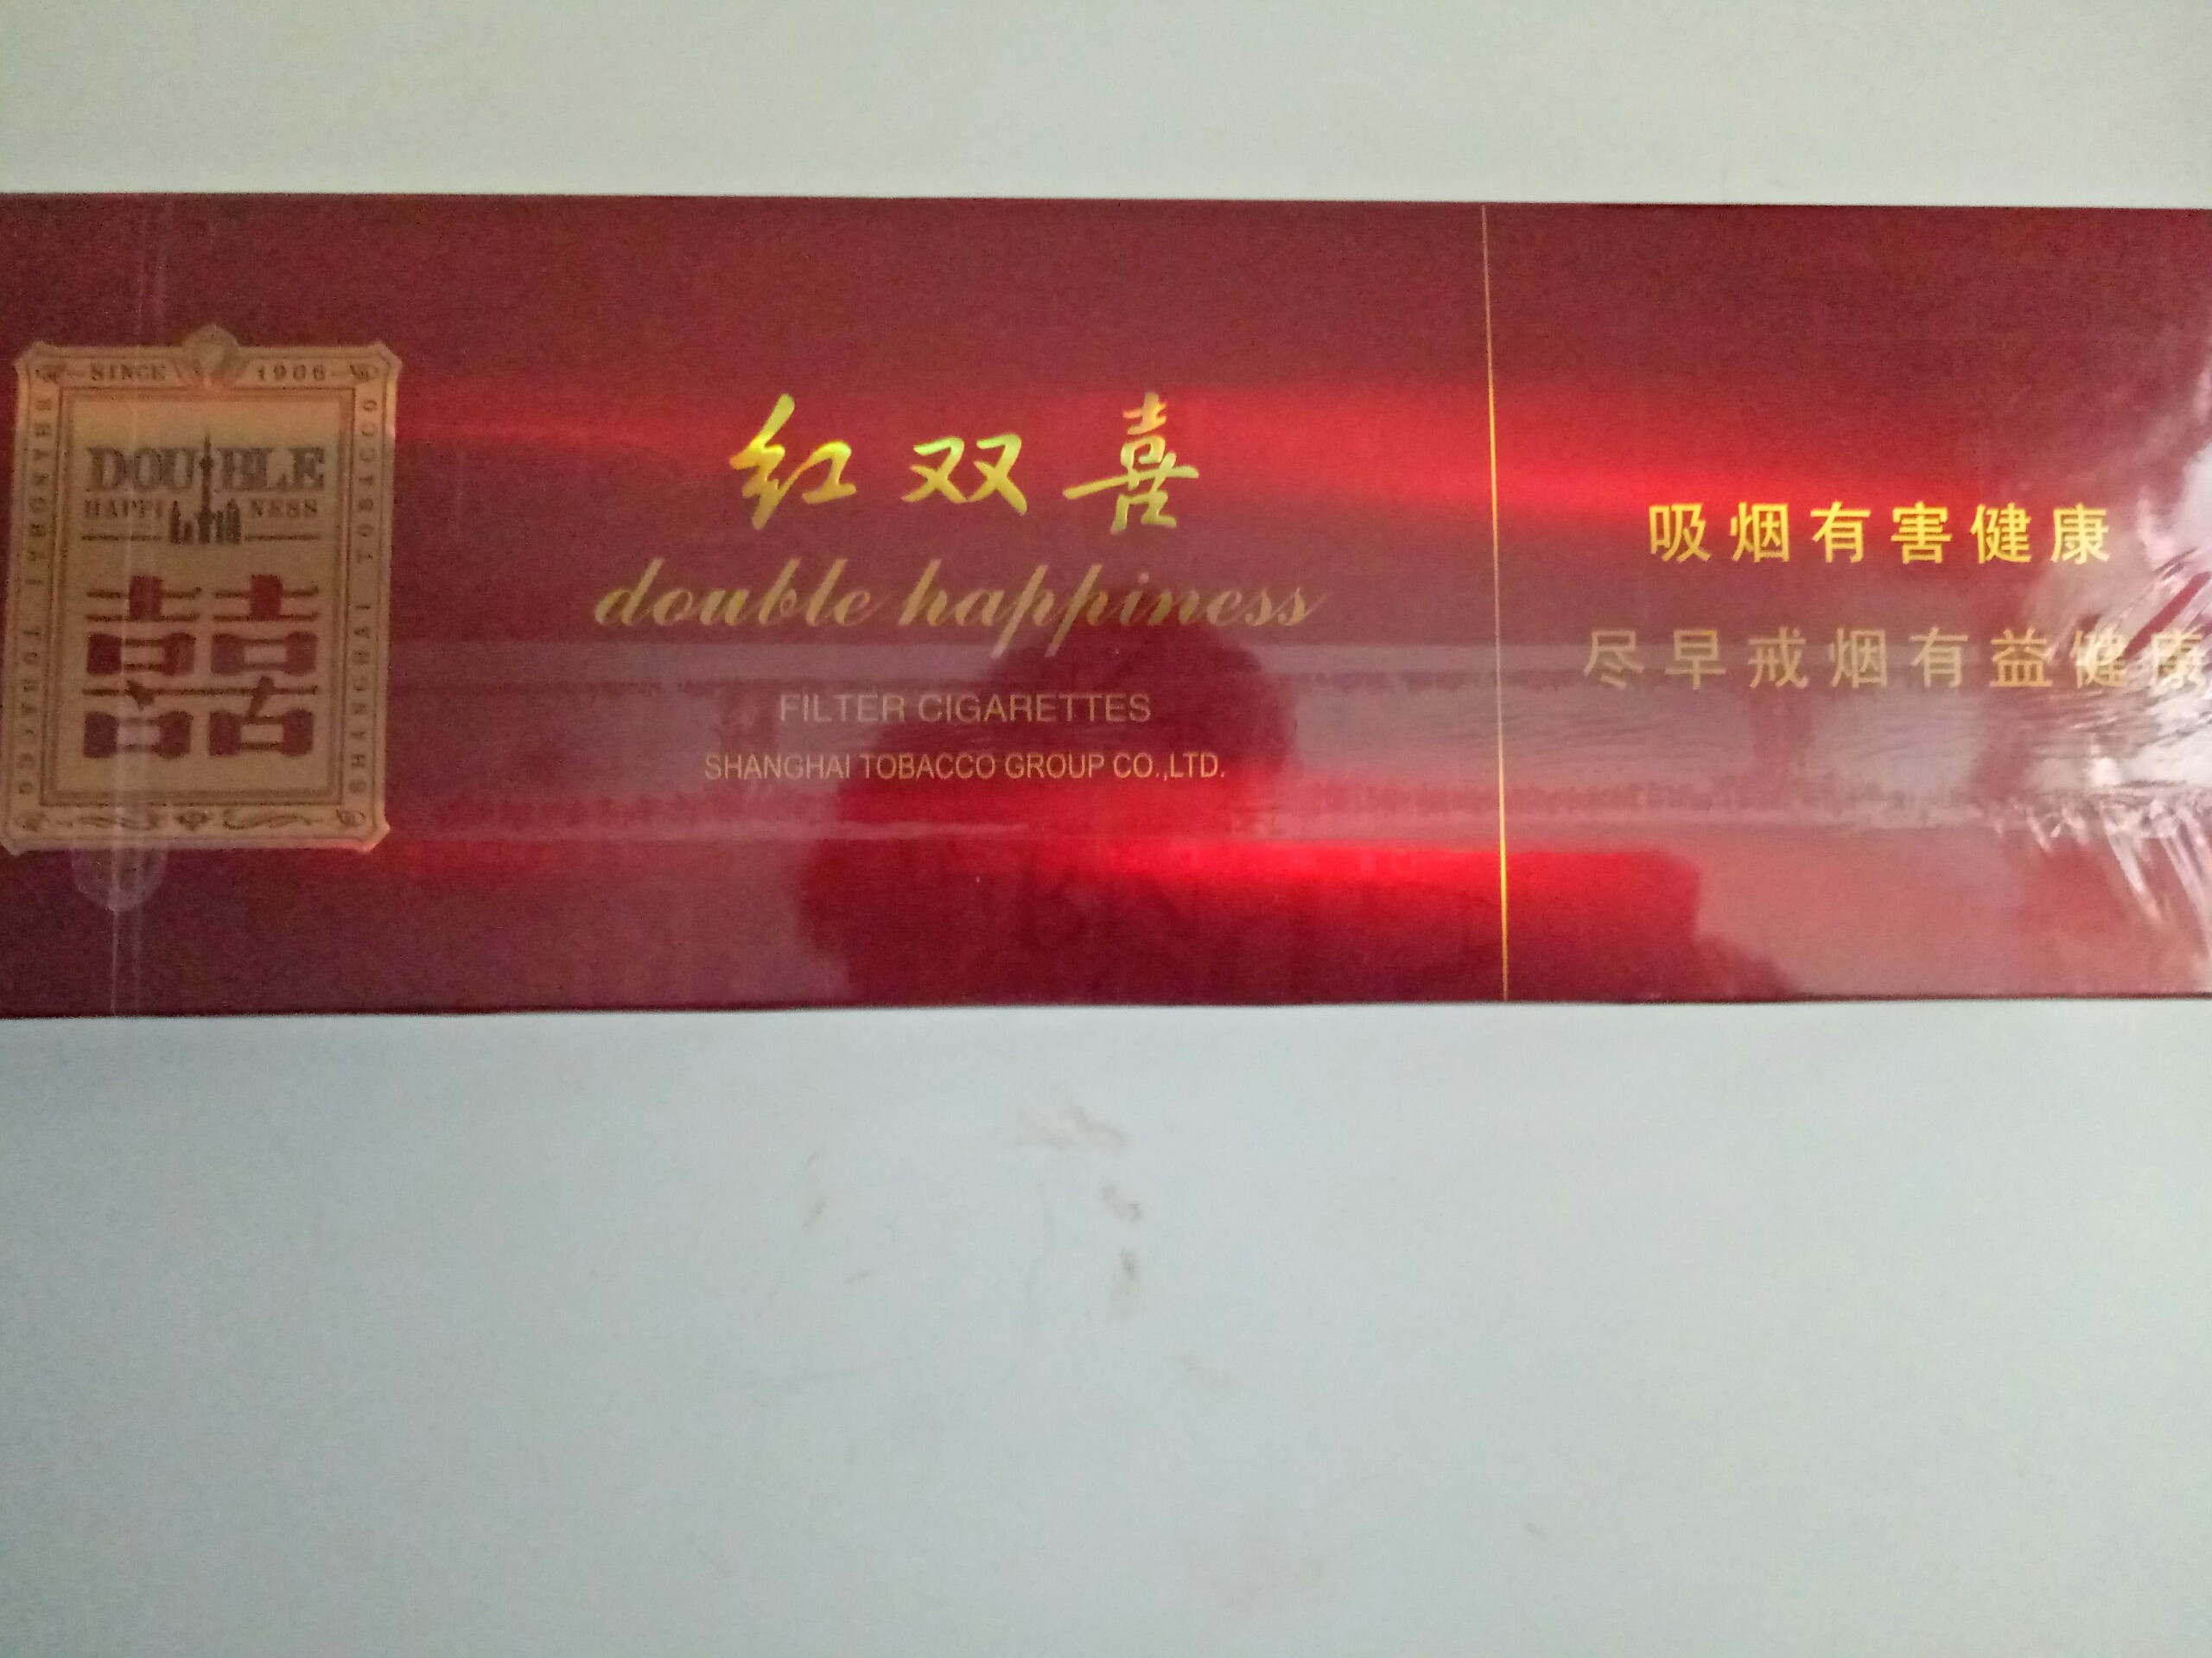 SINCE 1906
SHANGHAI TOBACCO
DOUBLE
HAPPINESS
囍
SHANGHAI TOBACCO
红双喜
double happiness
FILTER CIGARETTES
SHANGHAI TOBACCO GROUP CO.,LTD.
吸烟有害健康
尽早戒烟有益健康